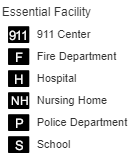 Essential Facility
911 911 Center
F Fire Department
H Hospital
NH Nursing Home
P Police Department
S School